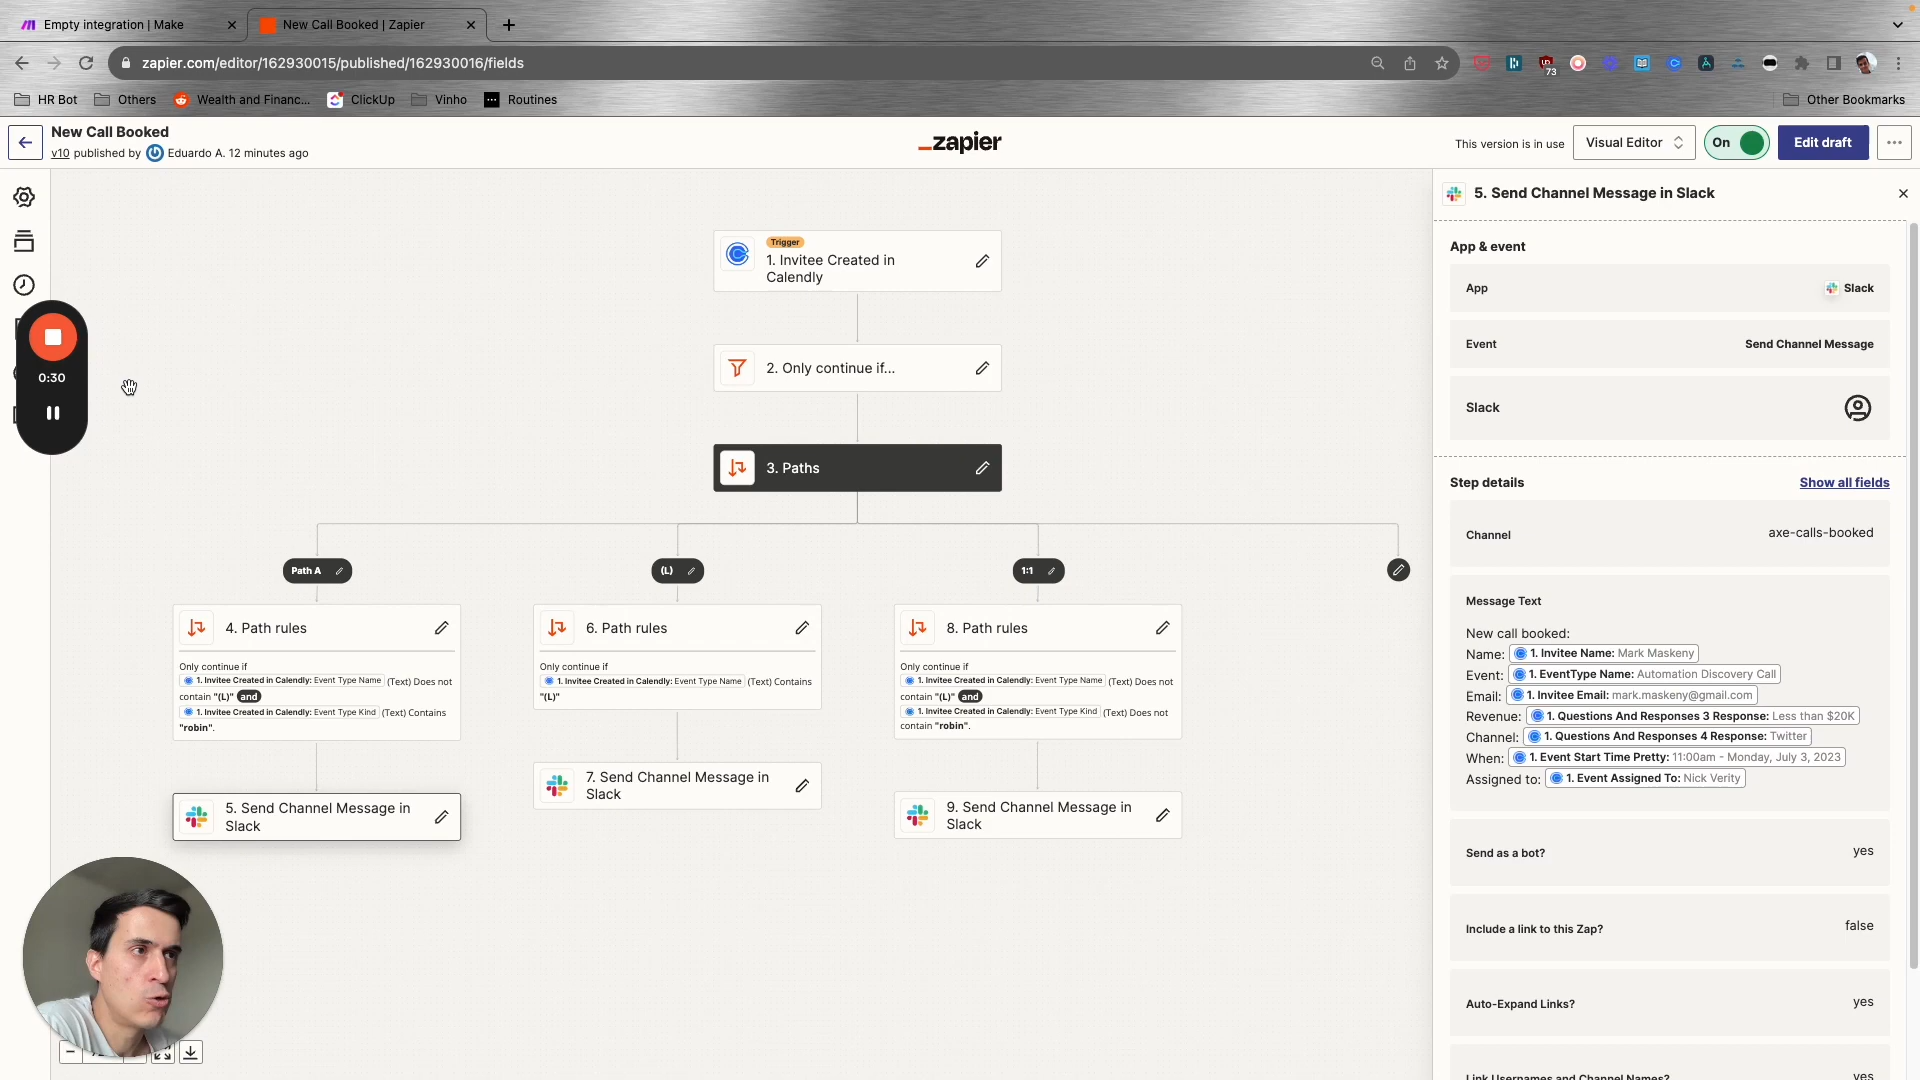 Empty integration | Make
New Call Booked | Zapier
zapier.com/editor/162930015/published/162930016/fields
73
HR Bot
Others
Wealth and Financ...
ClickUp
Vinho
Routines
Other Bookmarks
New Call Booked
v10 published by Eduardo A. 12 minutes ago
_zapier
This version is in use
Visual Editor
On
Edit draft
5. Send Channel Message in Slack
App & event
App
Slack
Event
Send Channel Message
Slack
Step details
Show all fields
Channel
axe-calls-booked
Message Text
New call booked:
Name: 1. Invitee Name: Mark Maskeny
Event: 1. EventType Name: Automation Discovery Call
Email: 1. Invitee Email: mark.maskeny@gmail.com
Revenue: 1. Questions And Responses 3 Response: Less than $20K
Channel: 1. Questions And Responses 4 Response: Twitter
When: 1. Event Start Time Pretty: 11:00am - Monday, July 3, 2023
Assigned to: 1. Event Assigned To: Nick Verity
Send as a bot?
yes
Include a link to this Zap?
false
Auto-Expand Links?
yes
Link Usernames and Channel Names?
yes
0:30
Trigger
1. Invitee Created in
Calendly
2. Only continue if...
3. Paths
Path A
(L)
1:1
4. Path rules
Only continue if
1. Invitee Created in Calendly: Event Type Name (Text) Does not
contain "(L)" and
1. Invitee Created in Calendly: Event Type Kind (Text) Contains
"robin".
5. Send Channel Message in
Slack
6. Path rules
Only continue if
1. Invitee Created in Calendly: Event Type Name (Text) Contains
"(L)"
7. Send Channel Message in
Slack
8. Path rules
Only continue if
1. Invitee Created in Calendly: Event Type Name (Text) Does not
contain "(L)" and
1. Invitee Created in Calendly: Event Type Kind (Text) Does not
contain "robin".
9. Send Channel Message in
Slack